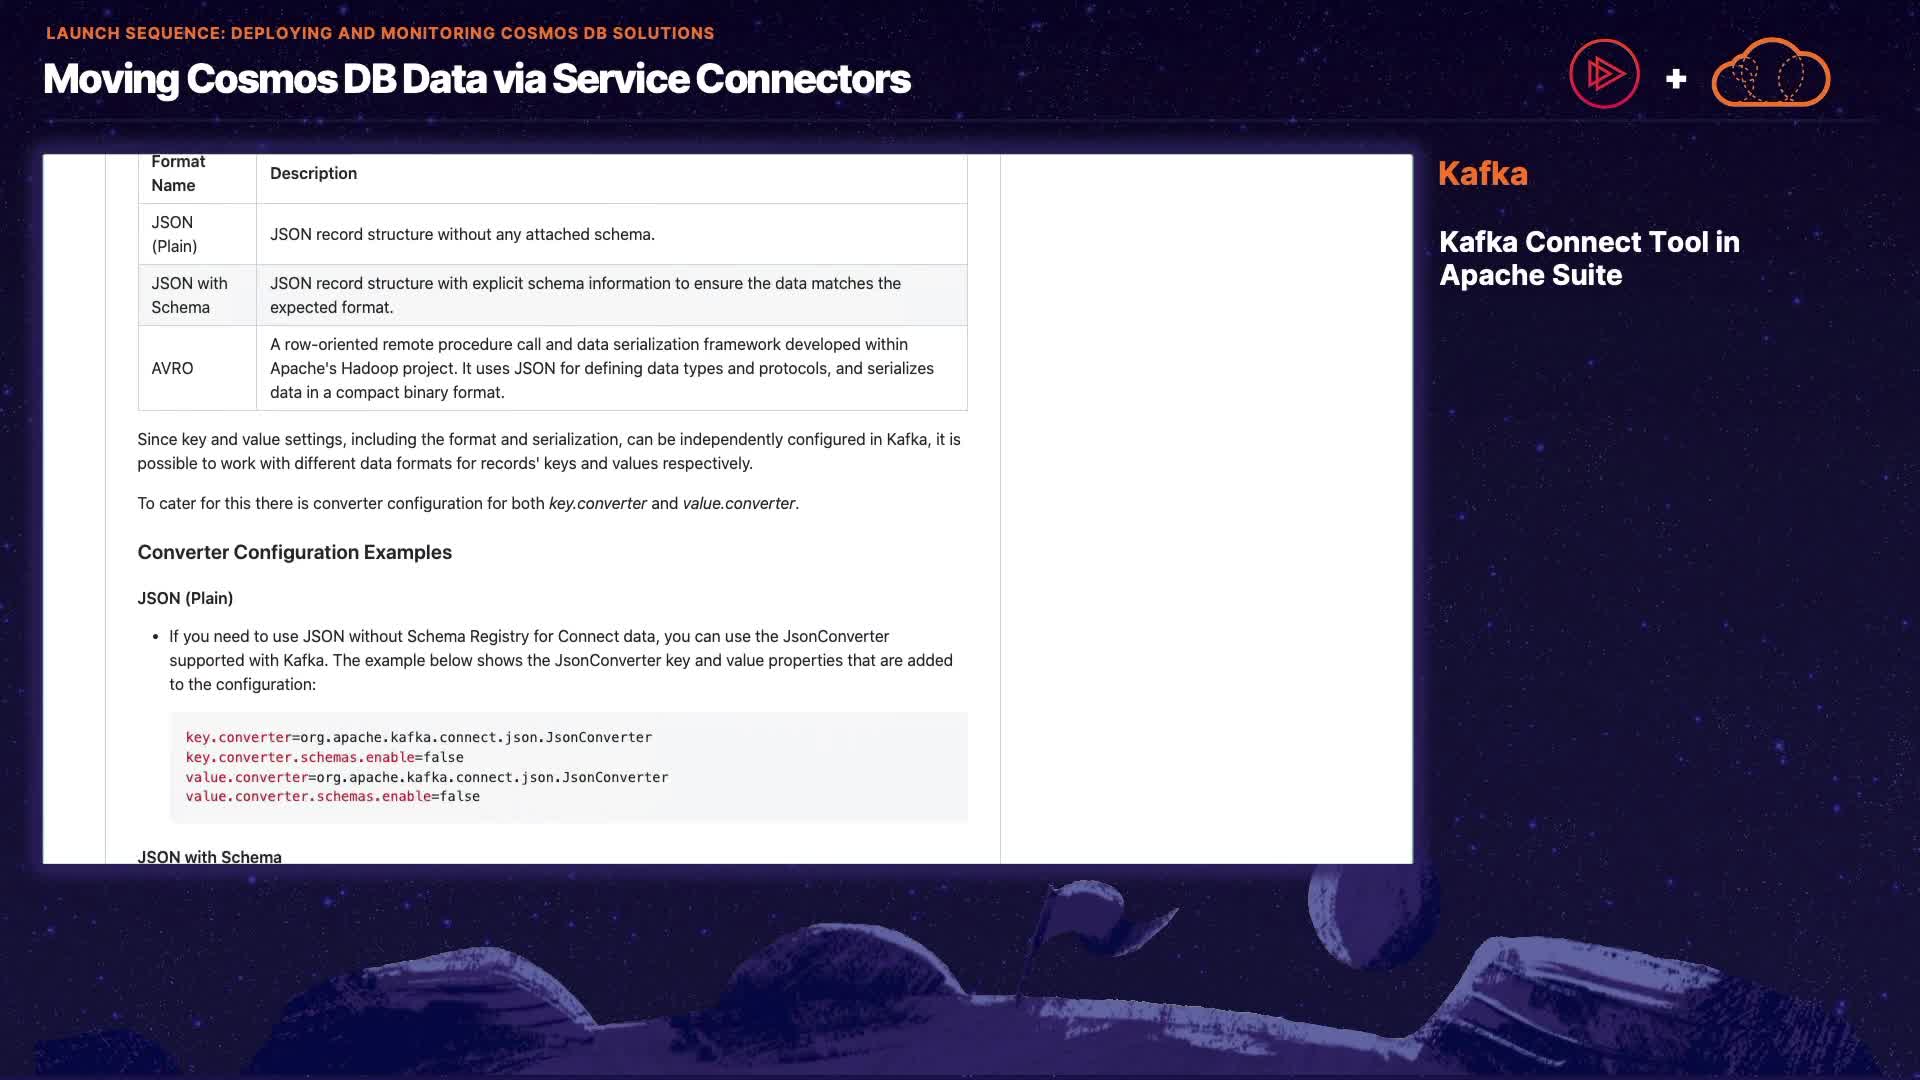 LAUNCH SEQUENCE: DEPLOYING AND MONITORING COSMOS DB SOLUTIONS
Moving Cosmos DB Data via Service Connectors
Format
Name
Description
JSON
(Plain)
JSON record structure without any attached schema.
JSON with
Schema
JSON record structure with explicit schema information to ensure the data matches the
expected format.
AVRO
A row-oriented remote procedure call and data serialization framework developed within
Apache's Hadoop project. It uses JSON for defining data types and protocols, and serializes
data in a compact binary format.
Since key and value settings, including the format and serialization, can be independently configured in Kafka, it is
possible to work with different data formats for records' keys and values respectively.
To cater for this there is converter configuration for both key.converter and value.converter.
Converter Configuration Examples
JSON (Plain)
• If you need to use JSON without Schema Registry for Connect data, you can use the JsonConverter
supported with Kafka. The example below shows the JsonConverter key and value properties that are added
to the configuration:
key.converter=org.apache.kafka.connect.json.JsonConverter
key.converter.schemas.enable=false
value.converter=org.apache.kafka.connect.json.JsonConverter
value.converter.schemas.enable=false
JSON with Schema
Kafka
Kafka Connect Tool in
Apache Suite